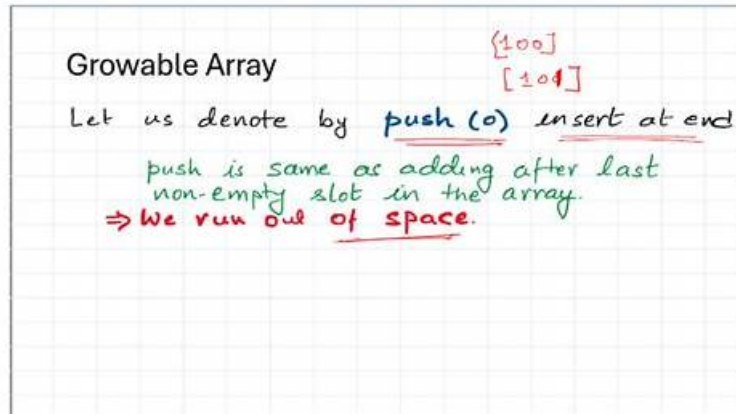 {100]
Growable Array
[101]
Let us denote by push (o) insert at end
push is same as adding after last
non-empty slot in the array.
⇒ We run out of space.